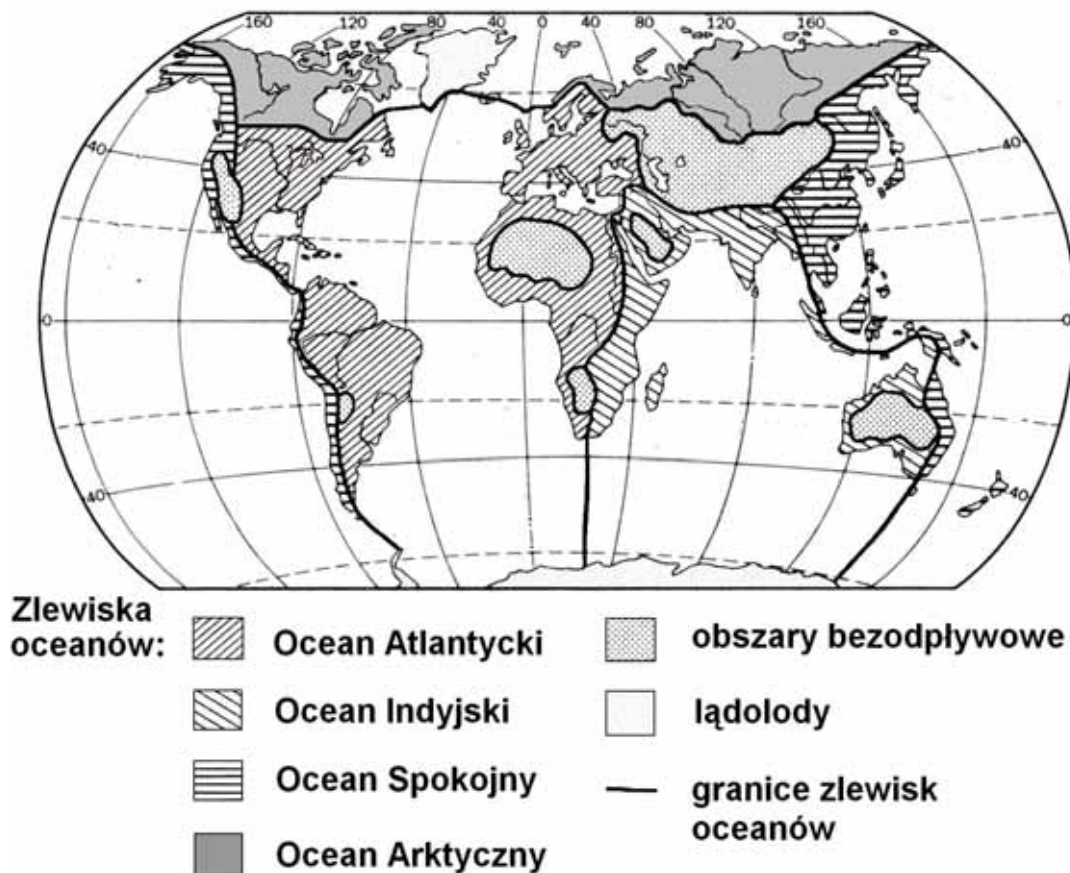 160 120 80 40 0 40 80 120 160
40 40
0 0
40 40
Zlewiska
oceanów:
Ocean Atlantycki
Ocean Indyjski
Ocean Spokojny
Ocean Arktyczny
obszary bezodpływowe
lądolody
granice zlewisk
oceanów